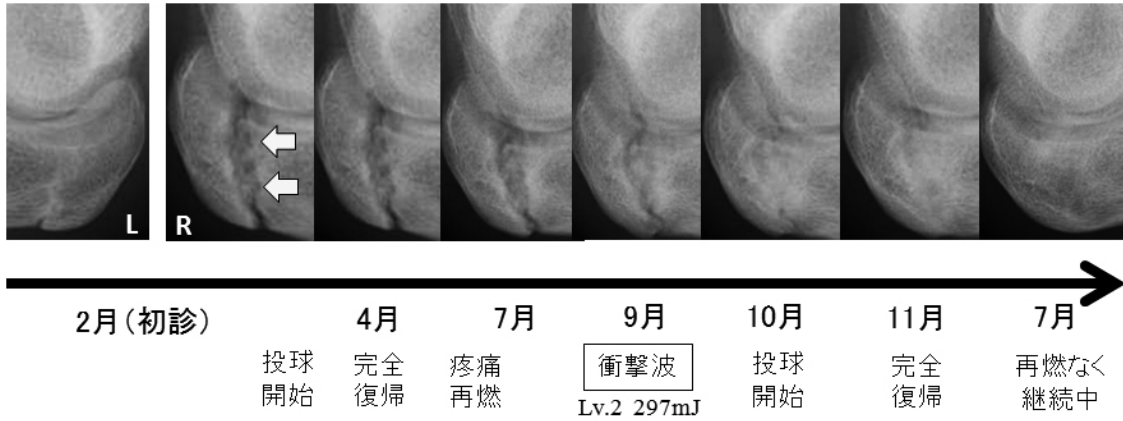 L
R
2月（初診）
4月
7月
9月
10月
11月
7月
投球
開始
完全
復帰
疼痛
再燃
衝撃波
Lv.2 297mJ
投球
開始
完全
復帰
再燃なく
継続中